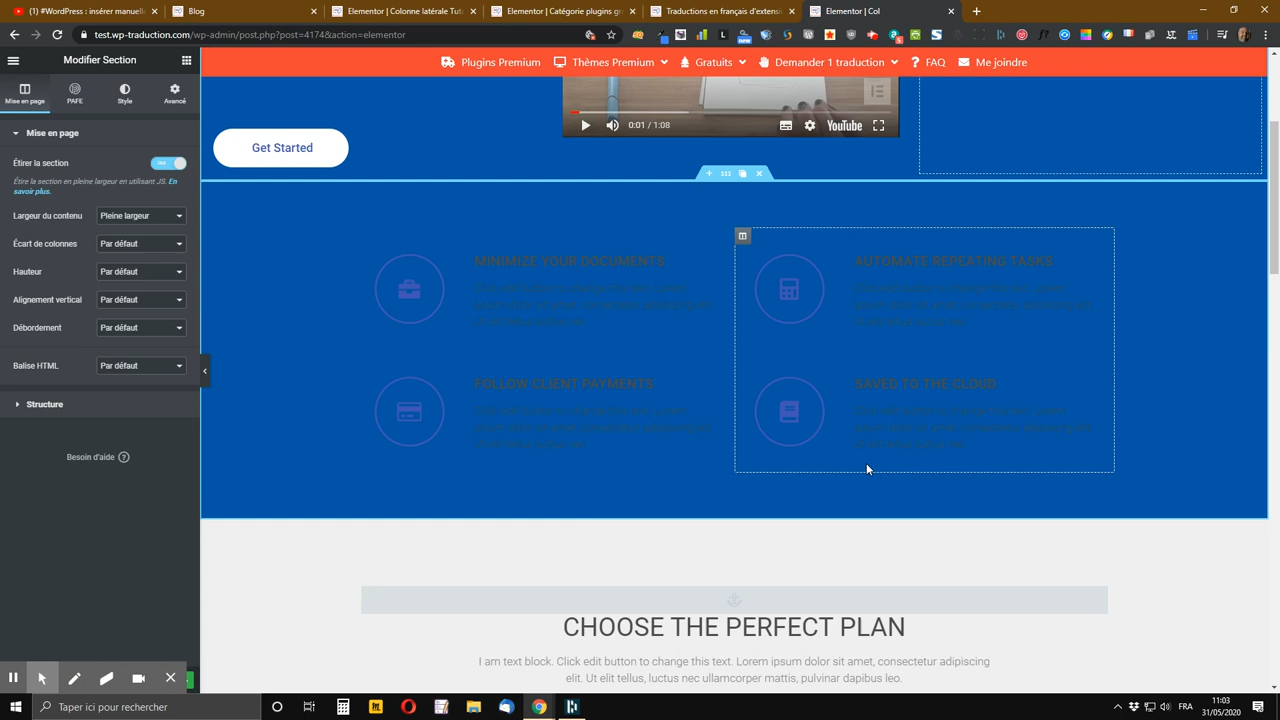 (1) #WordPress : insérer men
Blog
Elementor | Colonne latérale Tut
Elementor | Catégorie plugins gr
Elementor | Traductions en français d'extens
Elementor
test.wp-traduction.com/wp-admin/post.php?post=4174&action=elementor
Modifier Section
Plugins Premium
Thèmes Premium
Gratuits
Demander 1 traduction
FAQ
Me joindre
Mise en page
PAFE
Style
Avancé
0:01 / 1:08
YouTube
Mise en page
Get Started
Étirer la section
Étire la section en pleine largeur en utilisant JS. En
savoir plus.
Largeur du contenu
Pleine largeur
Écart de colonnes
Par défaut
Hauteur
Par défaut
Alignement vertical
Par défaut
Débordement
Par défaut
Balise HTML
Par défaut
Structure
Besoin d'aide
MINIMIZE YOUR DOCUMENTS
AUTOMATE REPEATING TASKS
FOLLOW CLIENT PAYMENTS
SAVED TO THE CLOUD
CHOOSE THE PERFECT PLAN
I am text block. Click edit button to change this text. Lorem ipsum dolor sit amet, consectetur adipiscing
elit. Ut elit tellus, luctus nec ullamcorper mattis, pulvinar dapibus leo.
Taper ici pour rechercher
FRA
11:03
31/05/2020